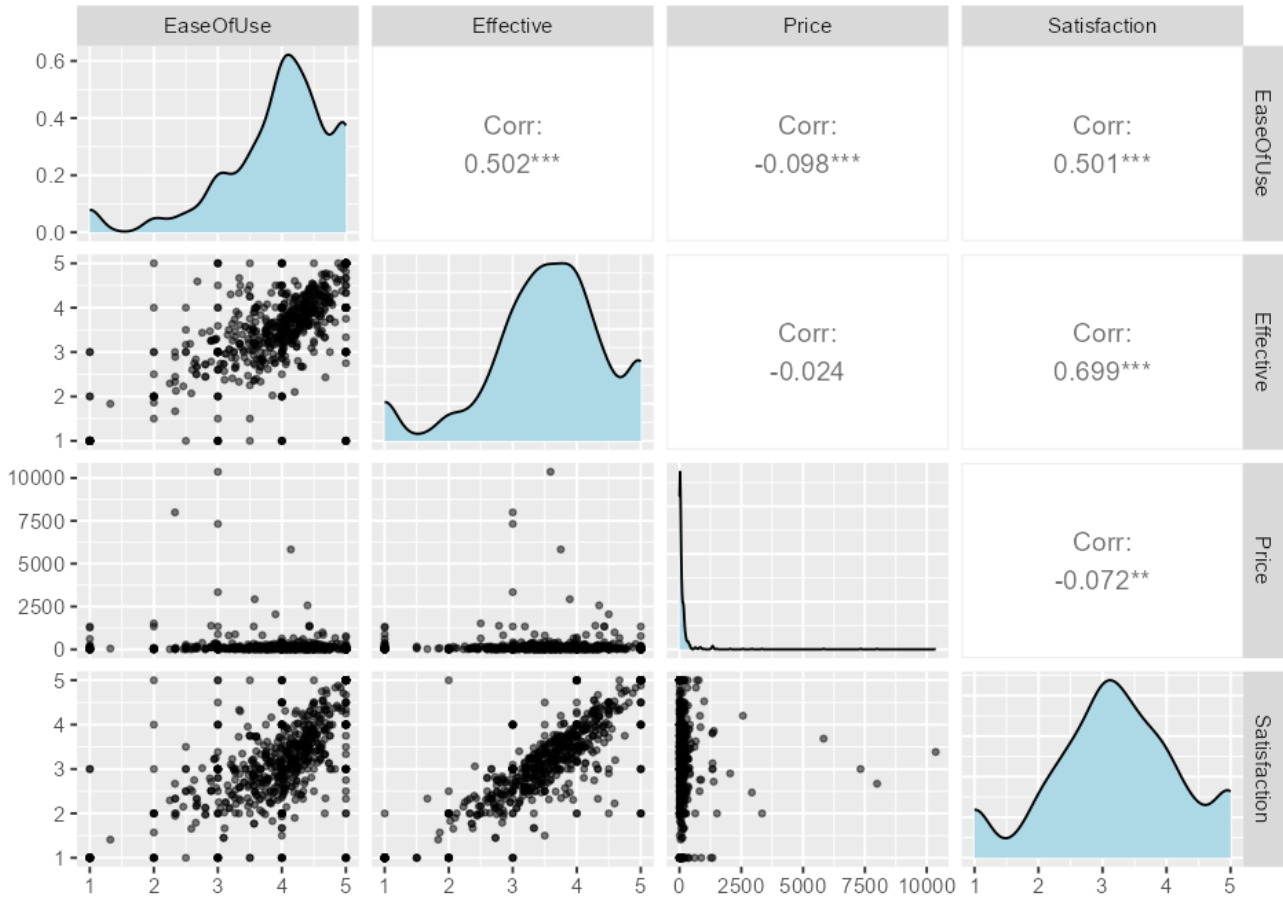 EaseOfUse Effective Price Satisfaction
0.6
0.4
0.2
0.0
Corr:
0.502***
Corr:
-0.098***
Corr:
0.501***
EaseOfUse
5
4
3
2
1
Corr:
-0.024
Corr:
0.699***
Effective
10000
7500
5000
2500
0
Corr:
-0.072**
Price
5
4
3
2
1
Satisfaction
1 2 3 4 5 1 2 3 4 5 0 2500 5000 7500 10000 1 2 3 4 5